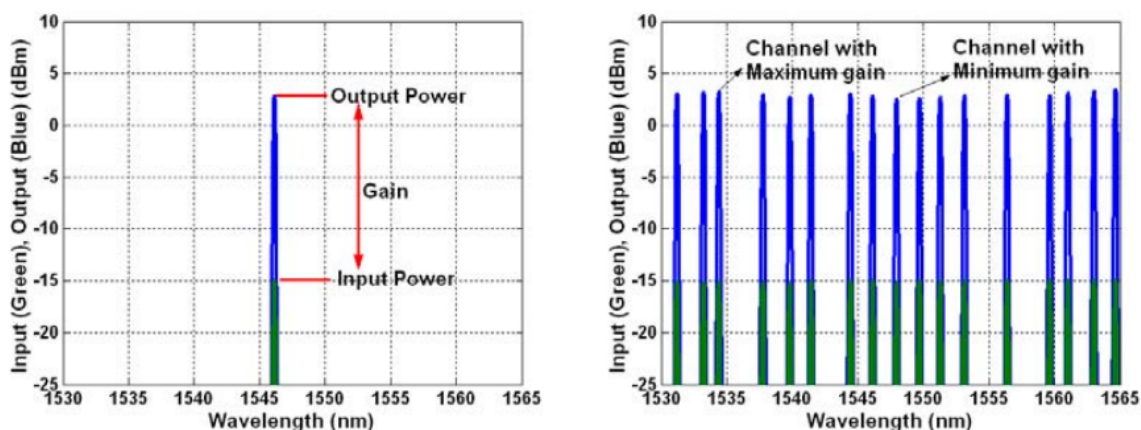 Input (Green), Output (Blue) (dBm)
10
5
0
-5
-10
-15
-20
-25
Output Power
Gain
Input Power
1530 1535 1540 1545 1550 1555 1560 1565
Wavelength (nm)
Input (Green), Output (Blue) (dBm)
10
5
0
-5
-10
-15
-20
-25
Channel with
Maximum gain
Channel with
Minimum gain
1530 1535 1540 1545 1550 1555 1560 1565
Wavelength (nm)